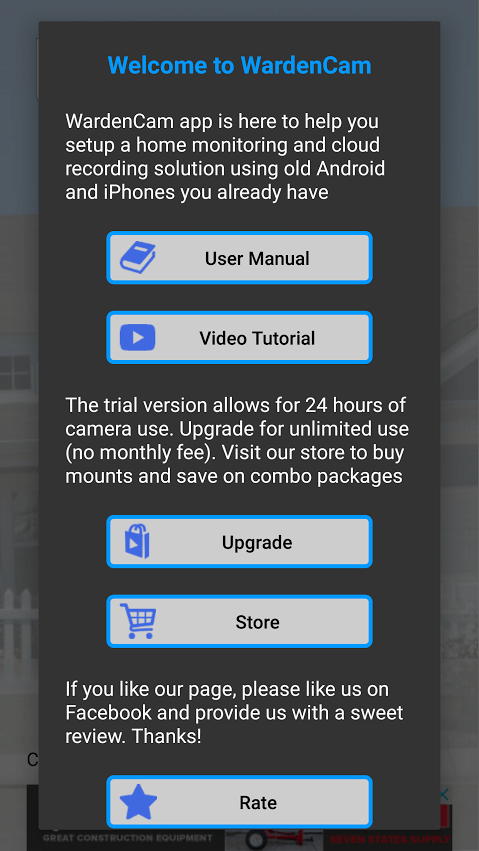 Welcome to WardenCam
WardenCam app is here to help you
setup a home monitoring and cloud
recording solution using old Android
and iPhones you already have
User Manual
Video Tutorial
The trial version allows for 24 hours of
camera use. Upgrade for unlimited use
(no monthly fee). Visit our store to buy
mounts and save on combo packages
Upgrade
Store
If you like our page, please like us on
Facebook and provide us with a sweet
review. Thanks!
C
Rate
GREAT CONSTRUCTION EQUIPMENT
SEVEN STATES SUPPLY